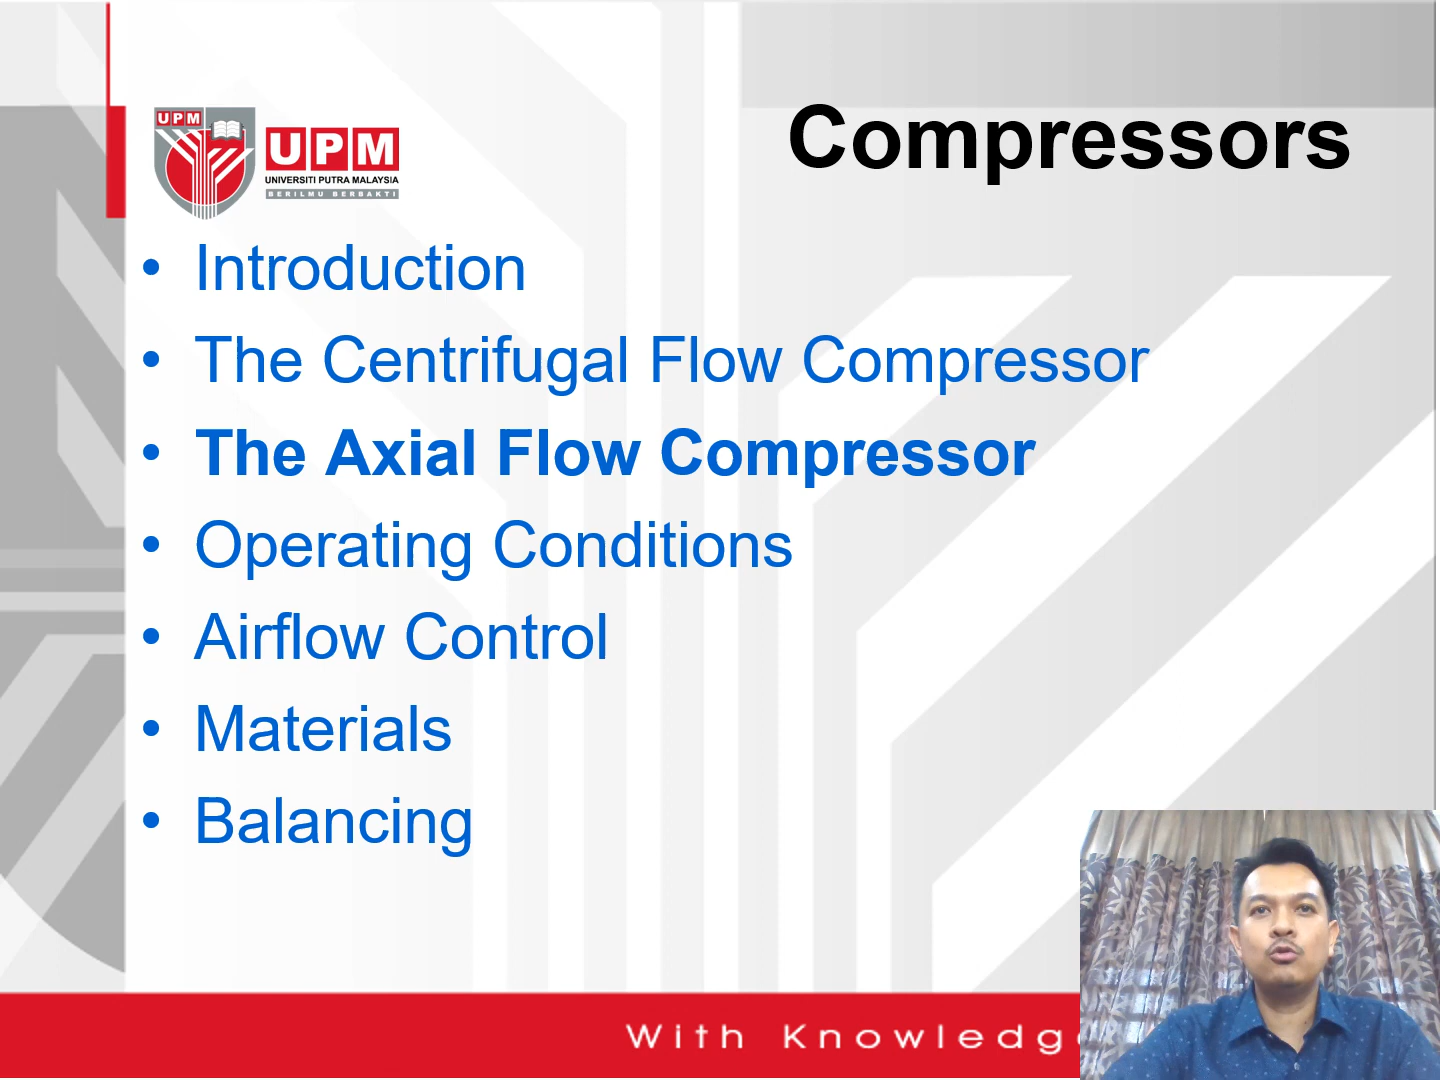 UPM
UPM
UNIVERSITI PUTRA MALAYSIA
BERILMU BERBAKTI
Compressors
• Introduction
• The Centrifugal Flow Compressor
• The Axial Flow Compressor
• Operating Conditions
• Airflow Control
• Materials
• Balancing
With Knowledge